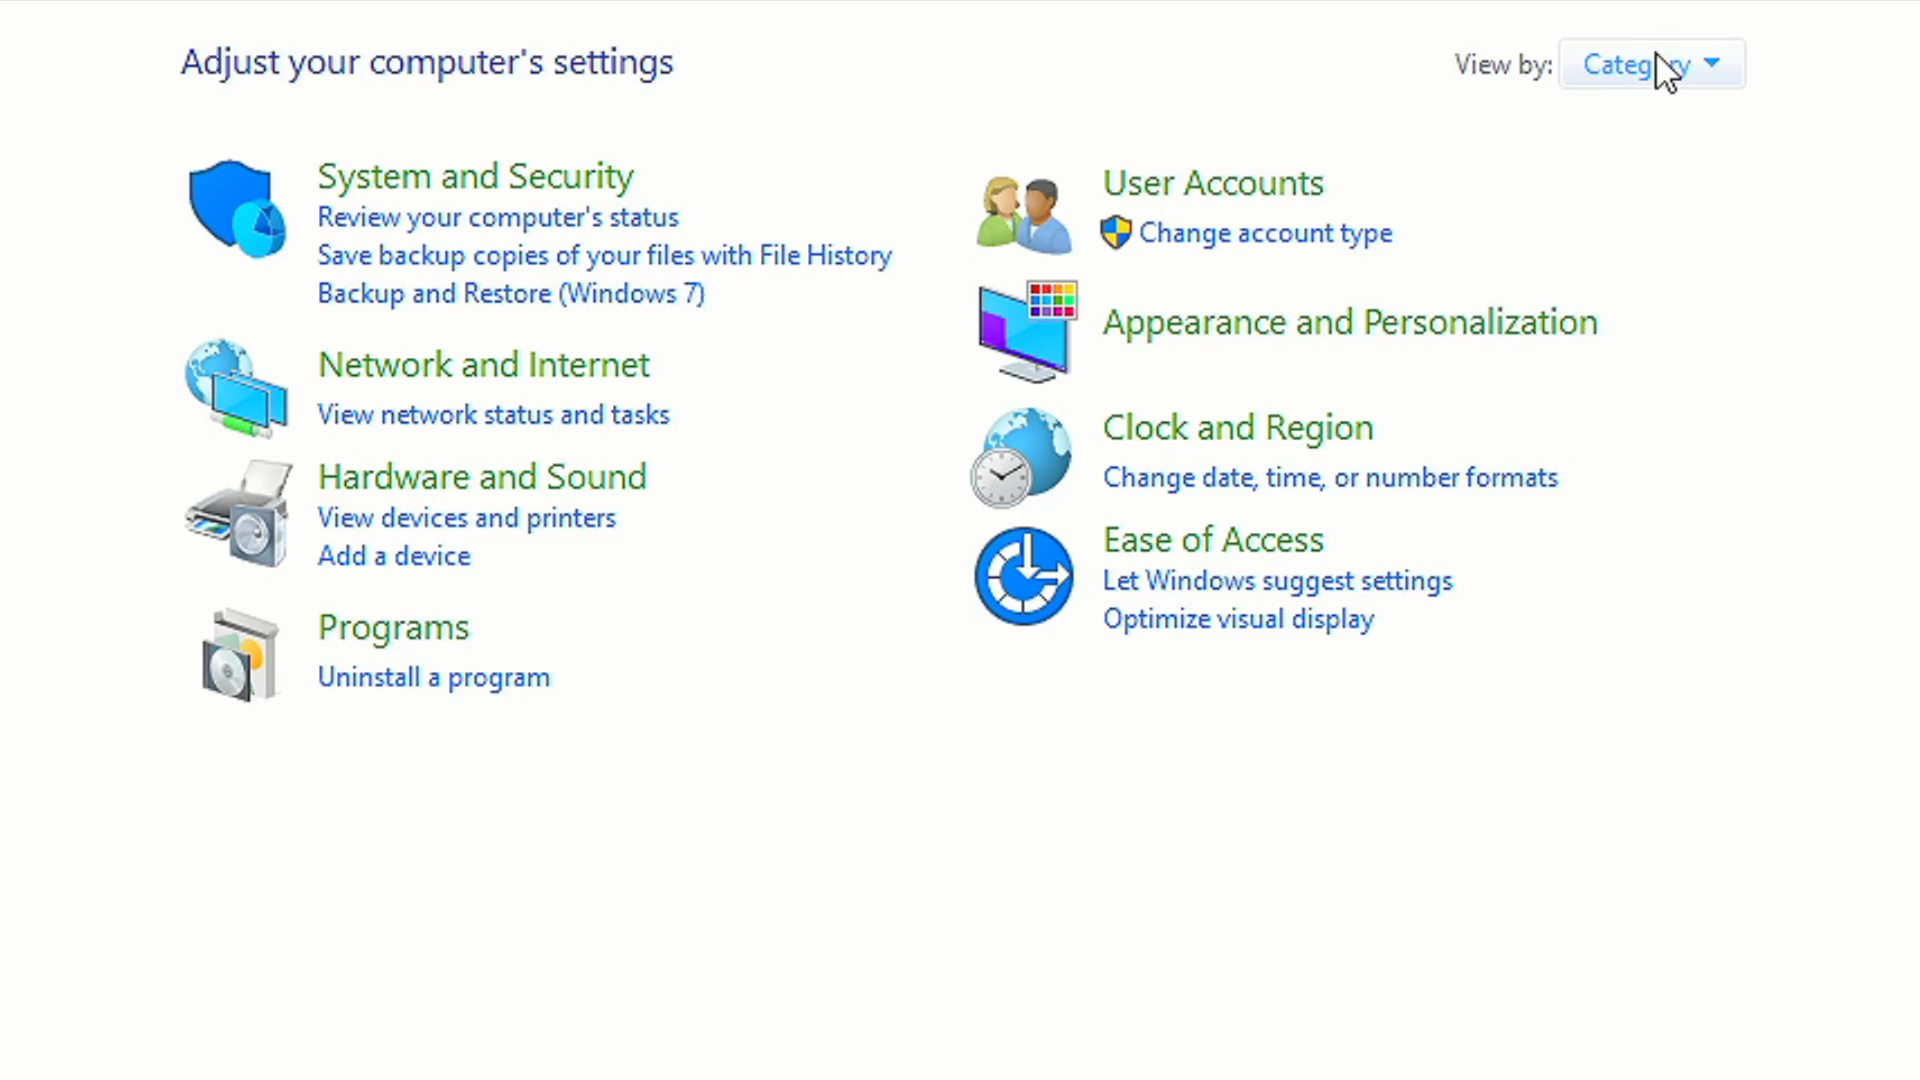 Adjust your computer's settings
View by: Category
System and Security
Review your computer's status
Save backup copies of your files with File History
Backup and Restore (Windows 7)
Network and Internet
View network status and tasks
Hardware and Sound
View devices and printers
Add a device
Programs
Uninstall a program
User Accounts
Change account type
Appearance and Personalization
Clock and Region
Change date, time, or number formats
Ease of Access
Let Windows suggest settings
Optimize visual display